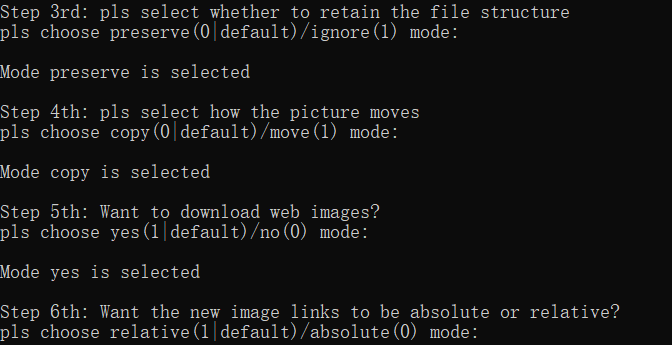 Step 3rd: pls select whether to retain the file structure
pls choose preserve(0|default)/ignore(1) mode:
Mode preserve is selected
Step 4th: pls select how the picture moves
pls choose copy(0|default)/move(1) mode:
Mode copy is selected
Step 5th: Want to download web images?
pls choose yes(1|default)/no(0) mode:
Mode yes is selected
Step 6th: Want the new image links to be absolute or relative?
pls choose relative(1|default)/absolute(0) mode: